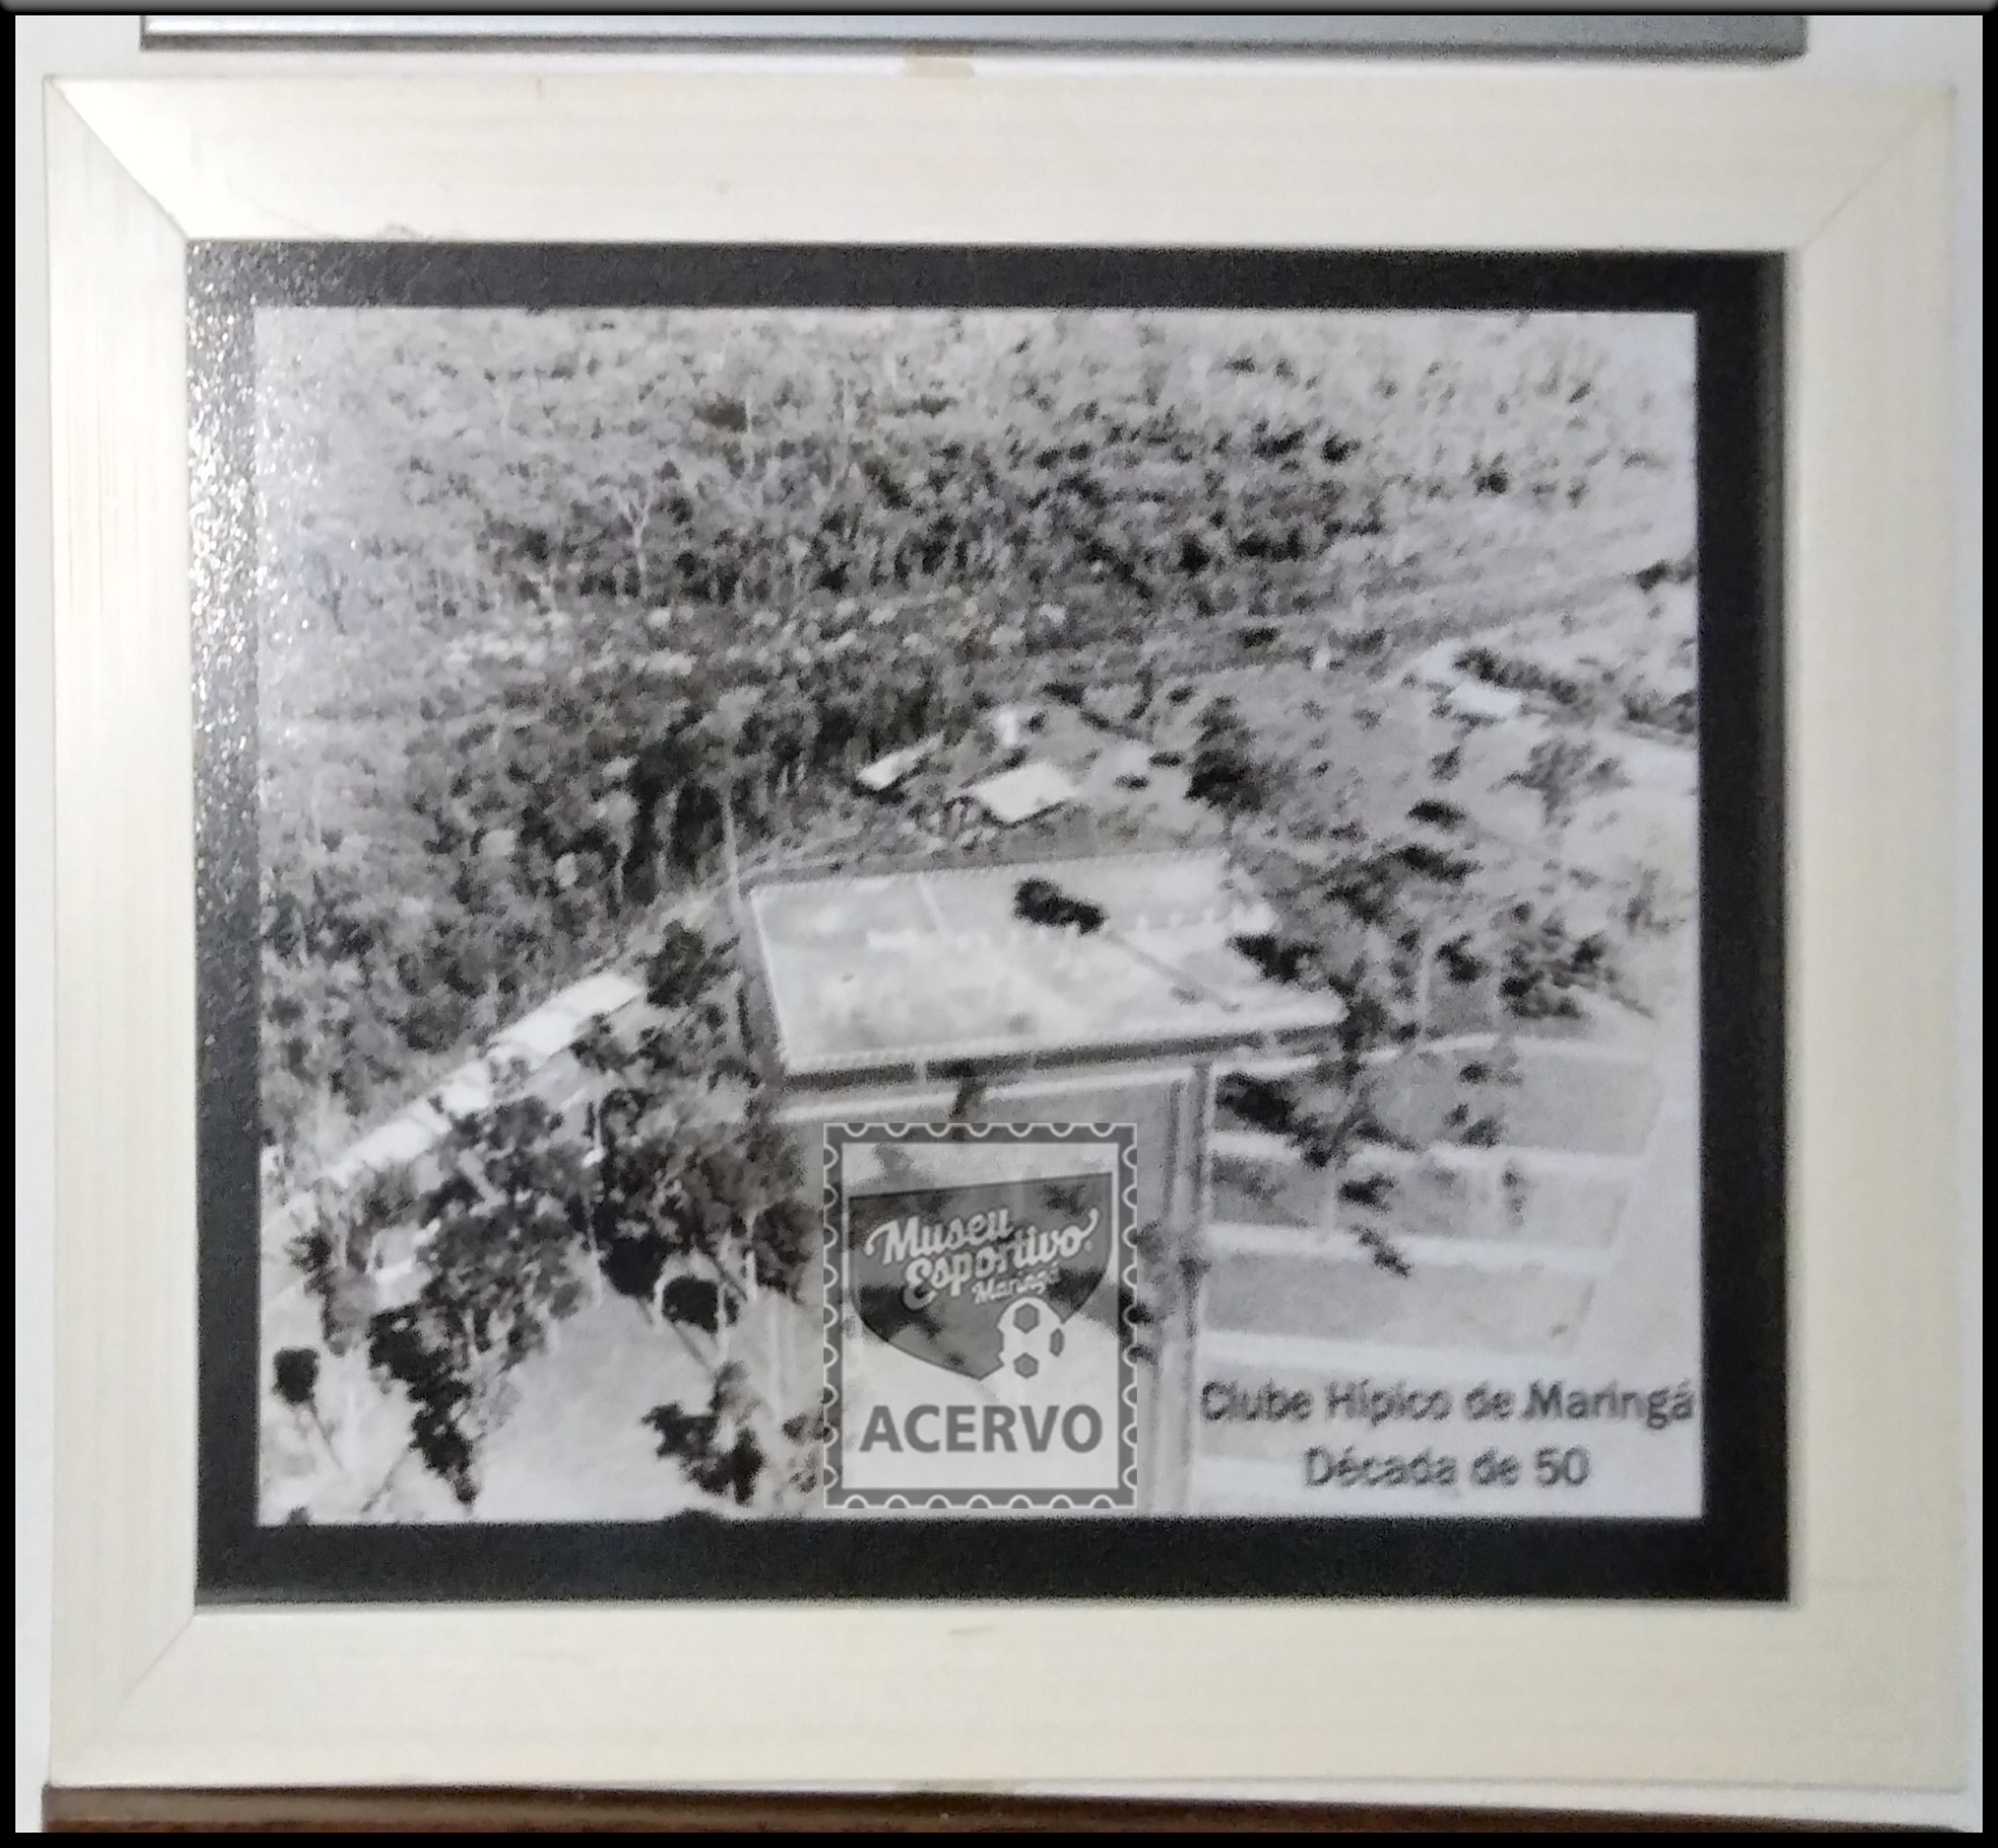 Museu
Esportivo
Maringá
ACERVO
Clube Hípico de Maringá
Década de 50